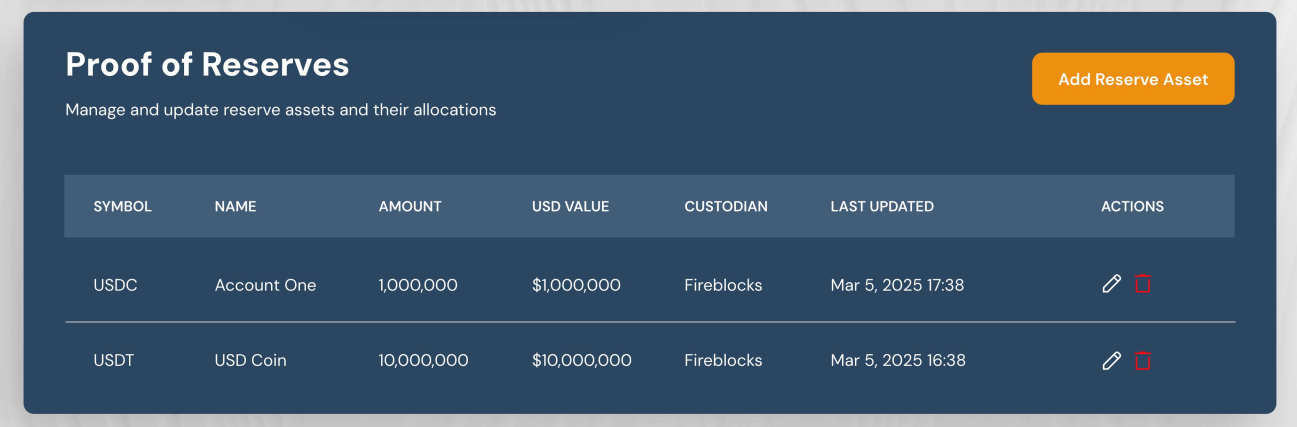 Proof of Reserves
Add Reserve Asset
Manage and update reserve assets and their allocations
SYMBOL NAME AMOUNT USD VALUE CUSTODIAN LAST UPDATED ACTIONS
USDC Account One 1,000,000 $1,000,000 Fireblocks Mar 5, 2025 17:38
USDT USD Coin 10,000,000 $10,000,000 Fireblocks Mar 5, 2025 16:38